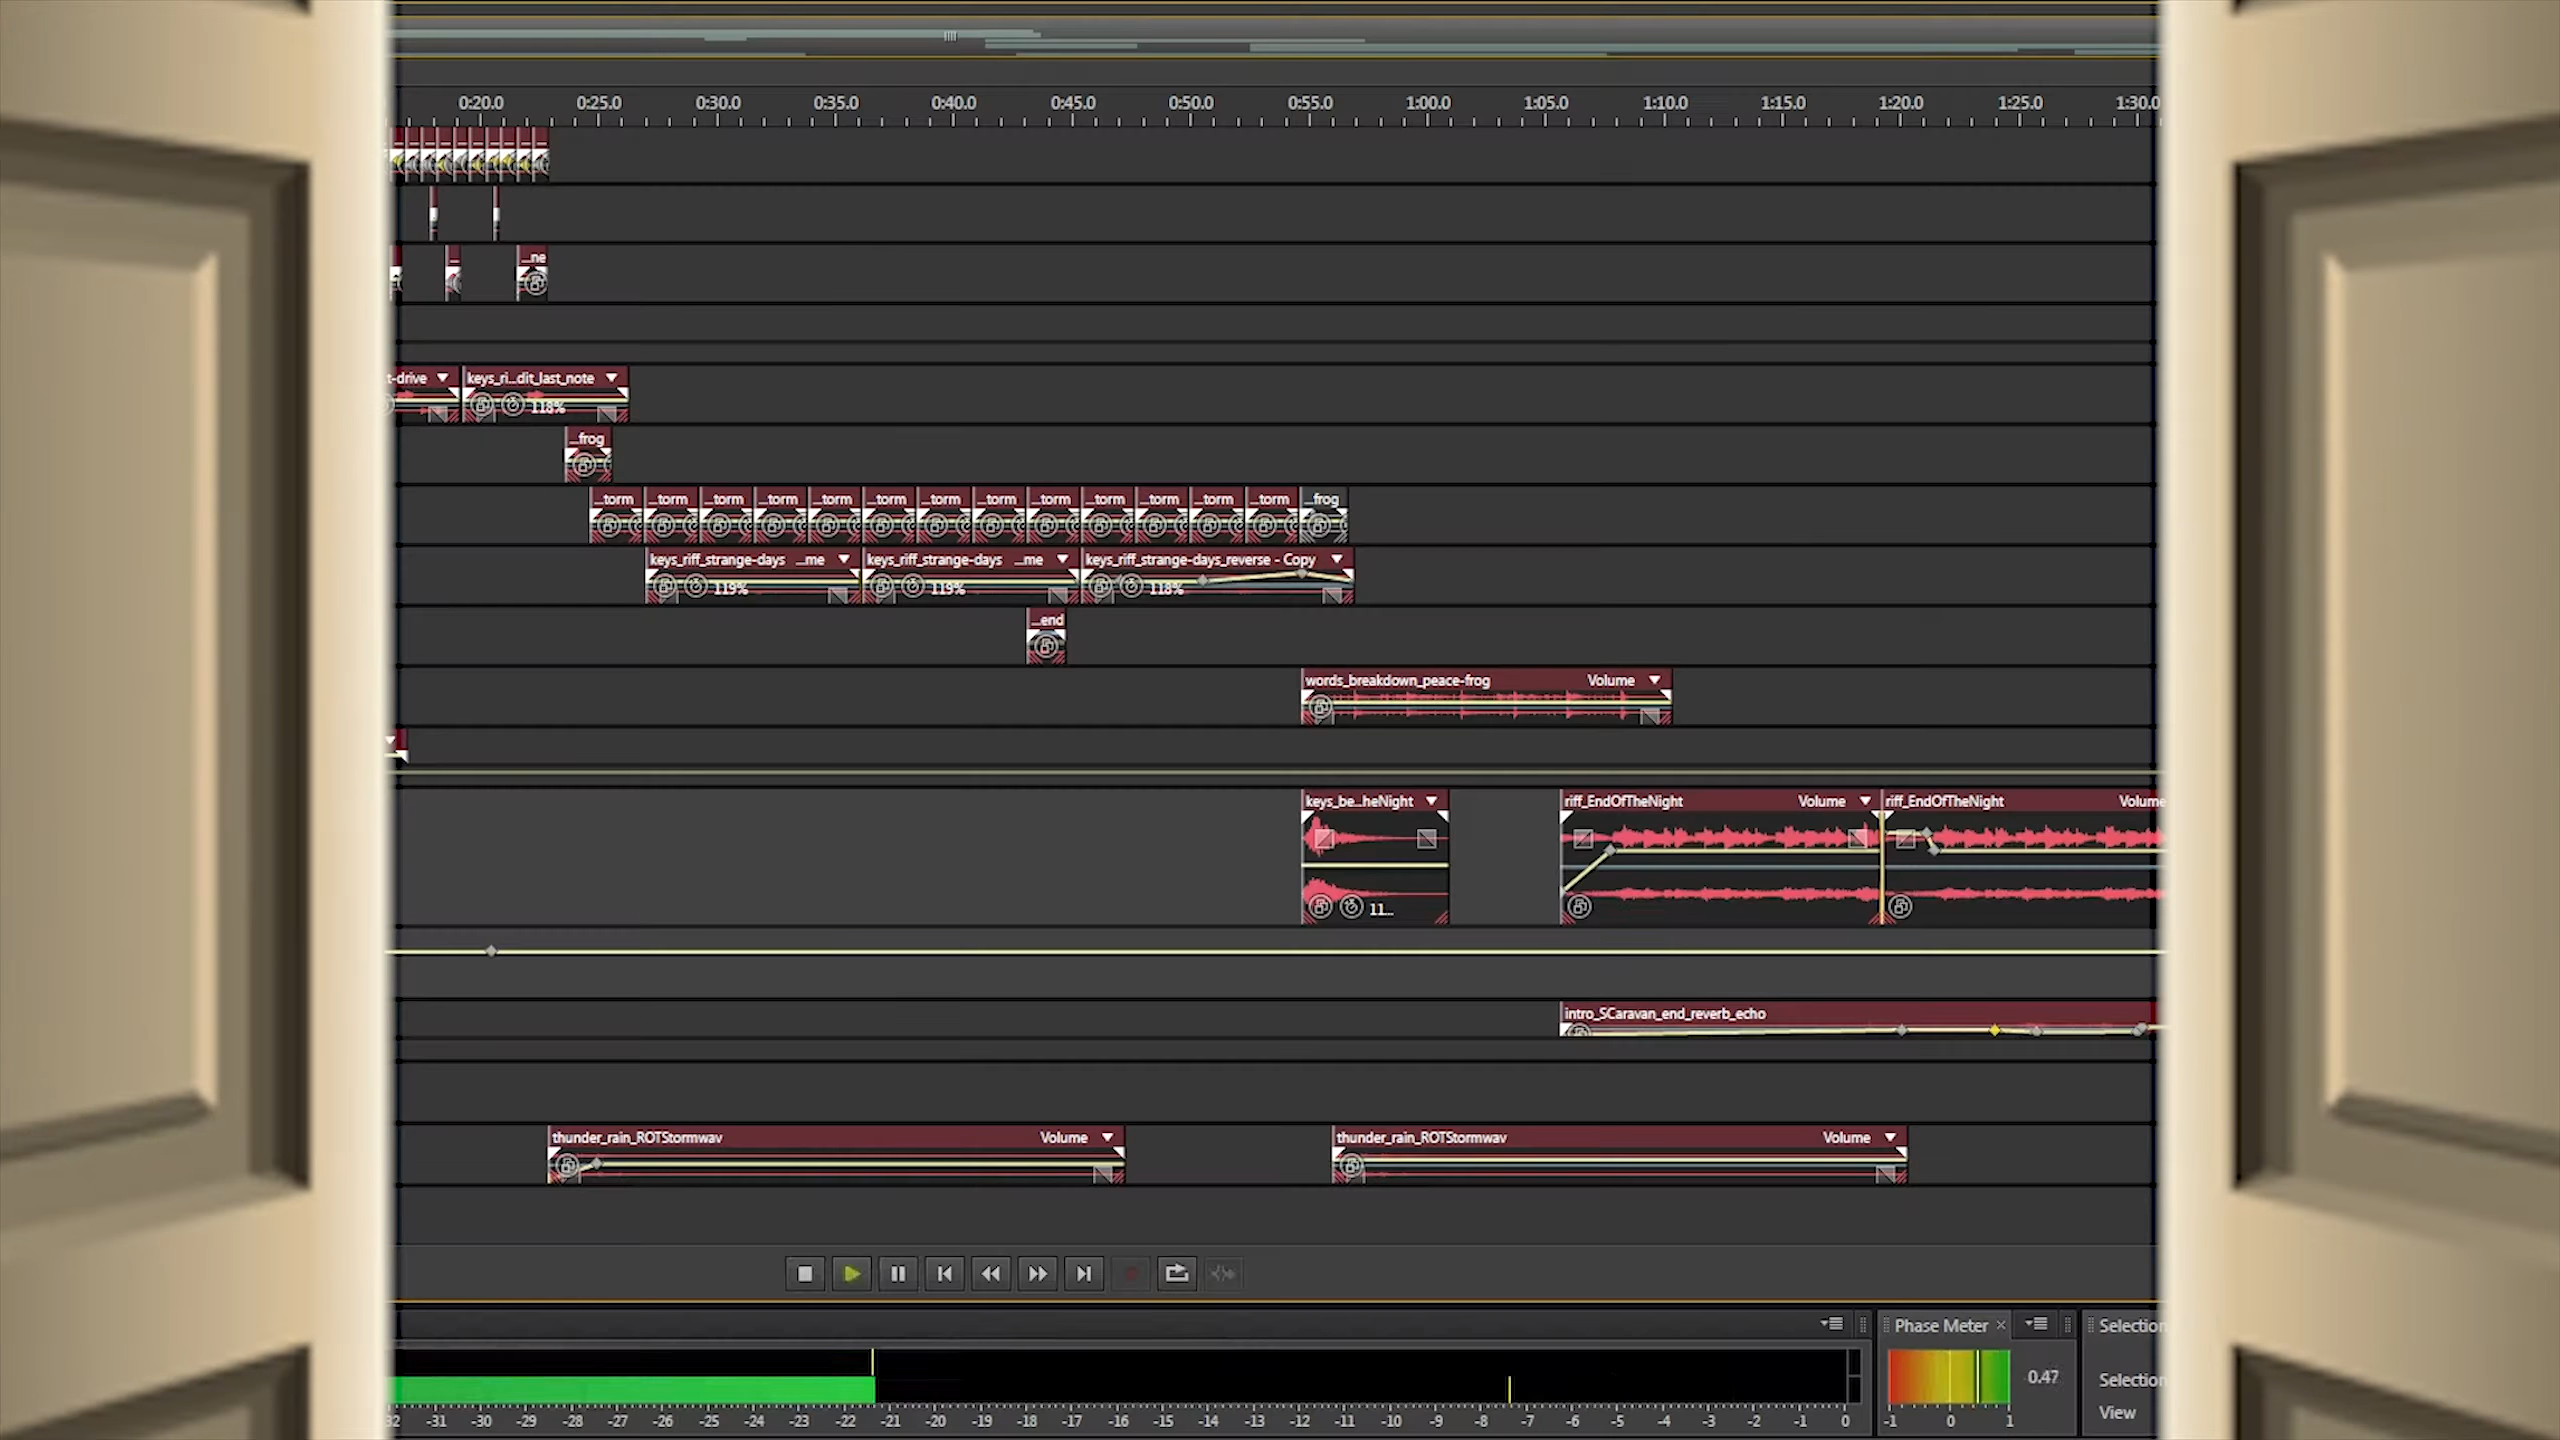 0:20.0 0:25.0 0:30.0 0:35.0 0:40.0 0:45.0 0:50.0 0:55.0 1:00.0 1:05.0 1:10.0 1:15.0 1:20.0 1:25.0 1:30.0
...ne
t-drive keys_ri...dit_last_note
118%
...frog
...torm ...torm ...torm ...torm ...torm ...torm ...torm ...torm ...torm ...torm ...torm ...torm ...torm ...frog
keys_riff_strange-days ...me keys_riff_strange-days ...me keys_riff_strange-days_reverse - Copy
119% 119% 118%
...end
words_breakdown_peace-frog Volume
keys_be...heNight riff_EndOfTheNight Volume riff_EndOfTheNight Volume
11...
intro_SCaravan_end_reverb_echo
thunder_rain_ROTStormwav Volume thunder_rain_ROTStormwav Volume
Phase Meter Selection
0.47 Selection
View
32 -31 -30 -29 -28 -27 -26 -25 -24 -23 -22 -21 -20 -19 -18 -17 -16 -15 -14 -13 -12 -11 -10 -9 -8 -7 -6 -5 -4 -3 -2 -1 0 -1 0 1